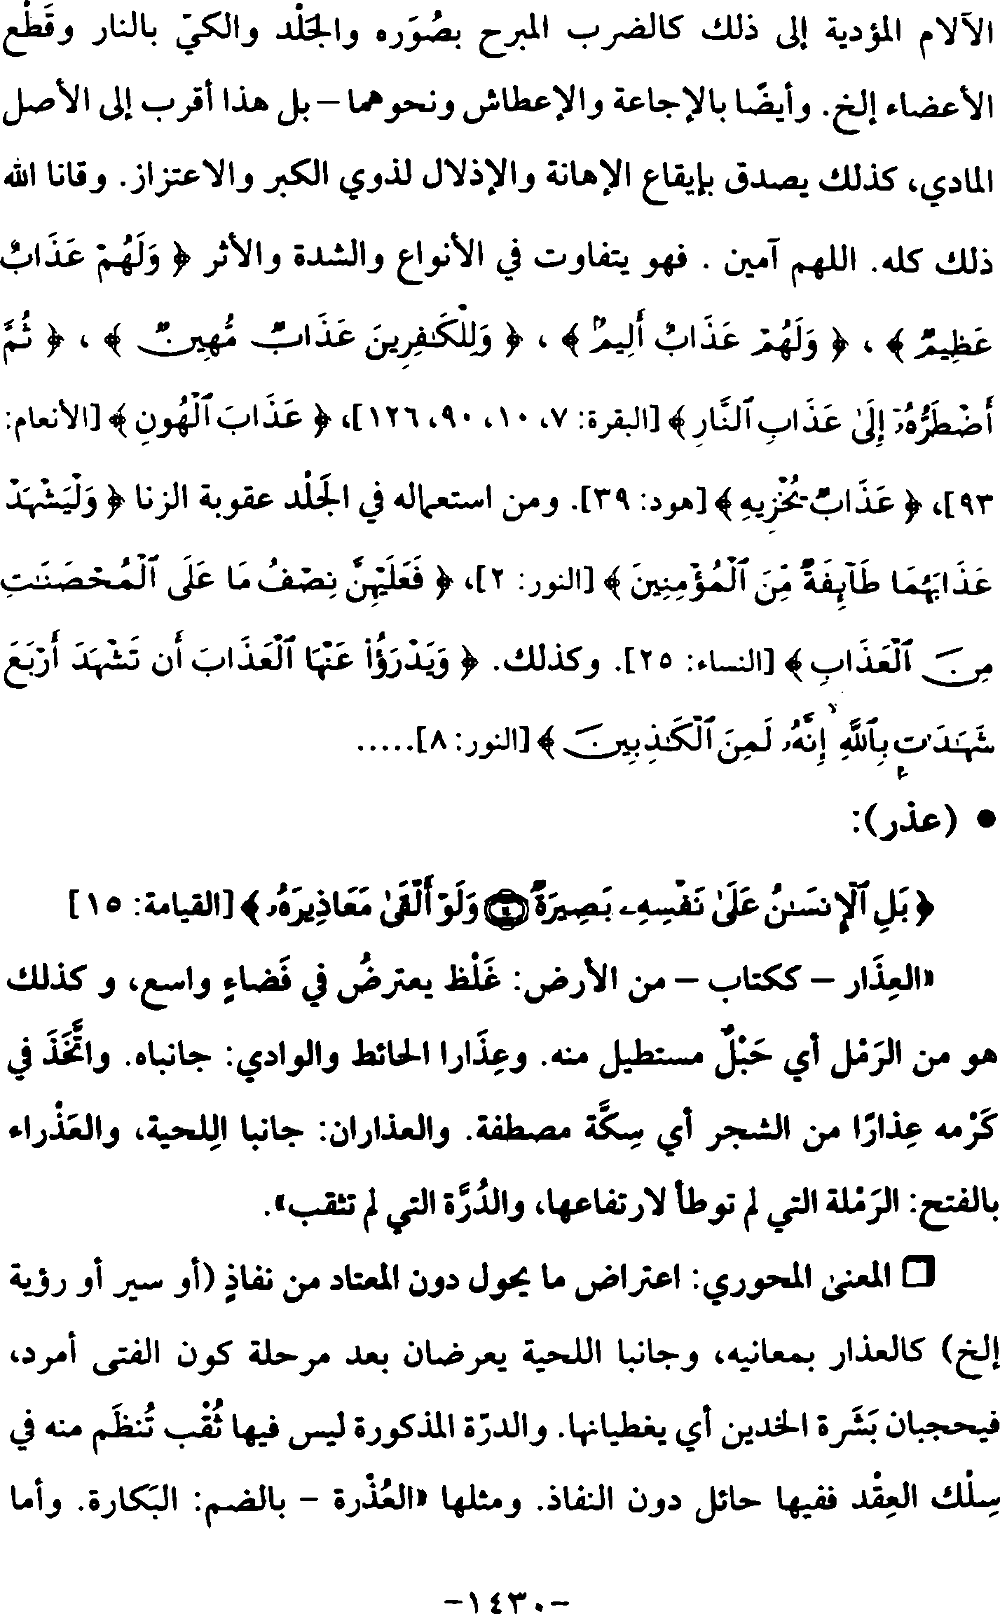 الآلام المؤدية إلى ذلك كالضرب المبرح بصُوَره والجَلْد والكيّ بالنار وقَطْع
الأعضاء إلخ. وأيضًا بالإجاعة والإعطاش ونحوهما – بل هذا أقرب إلى الأصل
المادي، كذلك يصدق بإيقاع الإهانة والإذلال لذوي الكبر والاعتزاز. وقانا الله
ذلك كله. اللهم آمين . فهو يتفاوت في الأنواع والشدة والأثر ﴿ وَلَهُمْ عَذَابٌ
عَظِيمٌ ﴾ ، ﴿ وَلَهُمْ عَذَابٌ أَلِيمٌۢ ﴾ ، ﴿ وَلِلْكَٰفِرِينَ عَذَابٌ مُّهِينٌ ﴾ ، ﴿ ثُمَّ
أَضْطَرُّهُۥٓ إِلَىٰ عَذَابِ ٱلنَّارِ ﴾ [البقرة: ٧، ١٠، ٩٠، ١٢٦]، ﴿ عَذَابَ ٱلْهُونِ ﴾ [الأنعام:
٩٣]، ﴿ عَذَابٌ يُخْزِيهِ ﴾ [هود: ٣٩]. ومن استعماله في الجَلْد عقوبة الزنا ﴿ وَلْيَشْهَدْ
عَذَابَهُمَا طَآئِفَةٌ مِّنَ ٱلْمُؤْمِنِينَ ﴾ [النور: ٢]، ﴿ فَعَلَيْهِنَّ نِصْفُ مَا عَلَى ٱلْمُحْصَنَٰتِ
مِنَ ٱلْعَذَابِ ﴾ [النساء: ٢٥]. وكذلك. ﴿ وَيَدْرَؤُاْ عَنْهَا ٱلْعَذَابَ أَن تَشْهَدَ أَرْبَعَ
شَهَٰدَٰتٍۭ بِٱللَّهِ ۙ إِنَّهُۥ لَمِنَ ٱلْكَٰذِبِينَ ﴾ [النور: ٨].....
● (عذر):
﴿ بَلِ ٱلْإِنسَٰنُ عَلَىٰ نَفْسِهِۦ بَصِيرَةٌ ۝ وَلَوْ أَلْقَىٰ مَعَاذِيرَهُۥ ﴾ [القيامة: ١٥]
«العِذَار – ككتاب – من الأرض: غَلْظ يعترضُ في فَضاءٍ واسع، و كذلك
هو من الرَمْل أي حَبْلٌ مستطيل منه. وعِذَارا الحائط والوادي: جانباه. واتَّخَذَ في
كَرْمه عِذارًا من الشجر أي سِكَّة مصطفة. والعذاران: جانبا اللِحية، والعَذْراء
بالفتح: الرَمْلة التي لم توطأ لارتفاعها، والدُرَّة التي لم تثقب».
❑ المعنى المحوري: اعتراض ما يحول دون المعتاد من نفاذٍ (أو سير أو رؤية
إلخ) كالعذار بمعانيه، وجانبا اللحية يعرضان بعد مرحلة كون الفتى أمرد،
فيحجبان بَشَرة الخدين أي يغطيانها. والدرّة المذكورة ليس فيها ثُقْب تُنظَم منه في
سِلْك العِقْد ففيها حائل دون النفاذ. ومثلها «العُذْرة – بالضم: البَكارة. وأما
-١٤٣٠-